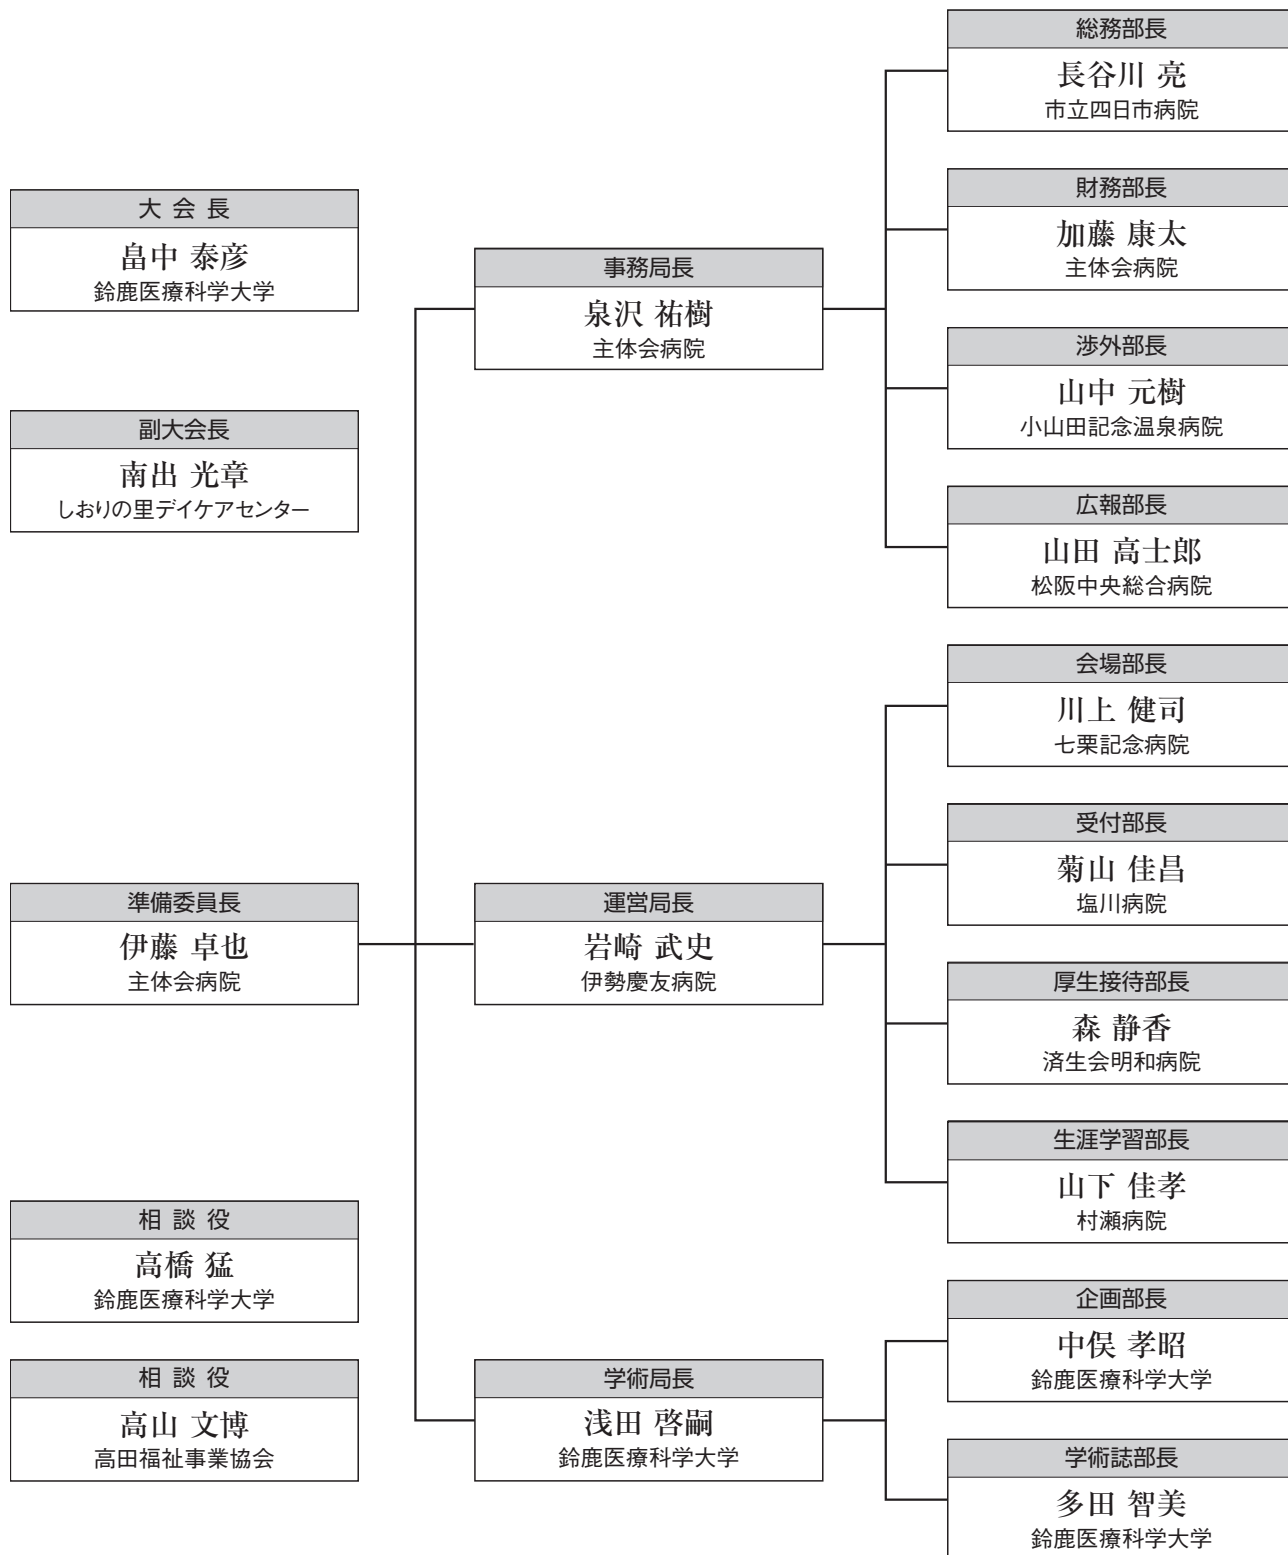 大 会 長
畠中 泰彦
鈴鹿医療科学大学
副大会長
南出 光章
しおりの里デイケアセンター
準備委員長
伊藤 卓也
主体会病院
相 談 役
高橋 猛
鈴鹿医療科学大学
相 談 役
高山 文博
高田福祉事業協会
事務局長
泉沢 祐樹
主体会病院
運営局長
岩崎 武史
伊勢慶友病院
学術局長
浅田 啓嗣
鈴鹿医療科学大学
総務部長
長谷川 亮
市立四日市病院
財務部長
加藤 康太
主体会病院
渉外部長
山中 元樹
小山田記念温泉病院
広報部長
山田 高士郎
松阪中央総合病院
会場部長
川上 健司
七栗記念病院
受付部長
菊山 佳昌
塩川病院
厚生接待部長
森 静香
済生会明和病院
生涯学習部長
山下 佳孝
村瀬病院
企画部長
中俣 孝昭
鈴鹿医療科学大学
学術誌部長
多田 智美
鈴鹿医療科学大学